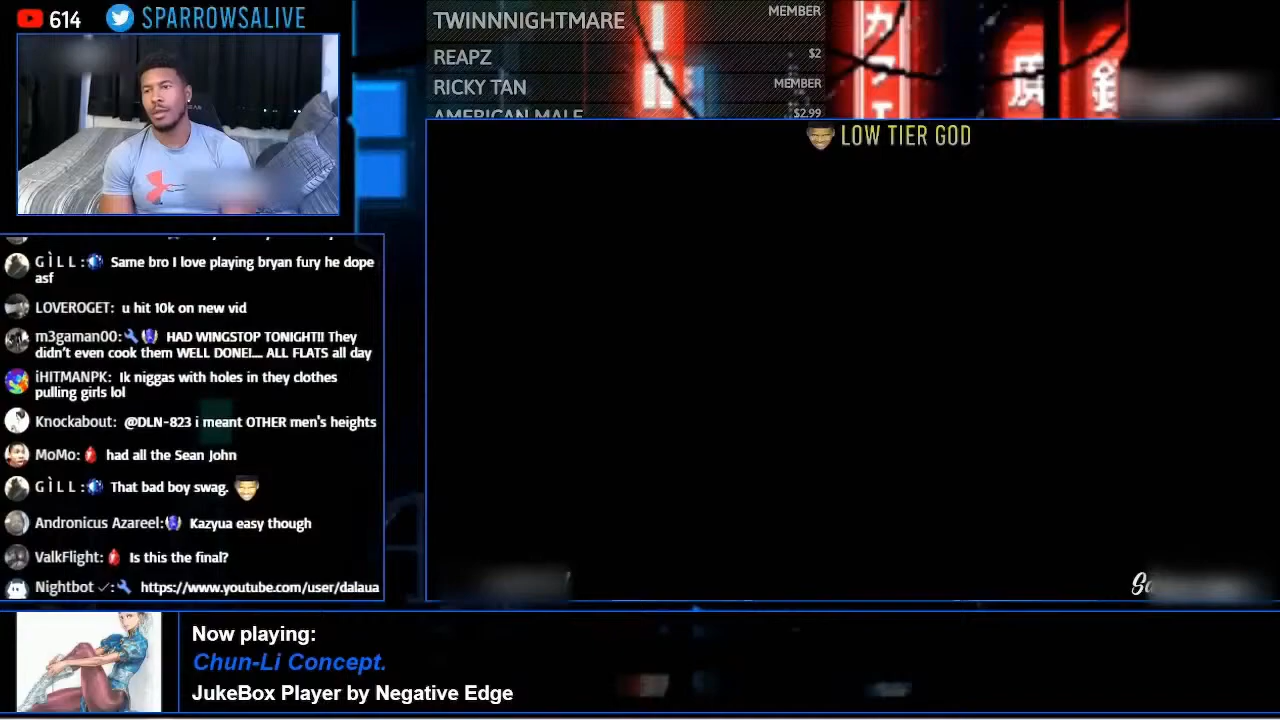 614 SPARROWSALIVE
TWINNNIGHTMARE MEMBER
REAPZ $2
RICKY TAN MEMBER
AMERICAN MALE $2.99
カフェ
LOW TIER GOD
G Ì L L : Same bro I love playing bryan fury he dope
asf
LOVEROGET: u hit 10k on new vid
m3gaman00: HAD WINGSTOP TONIGHT!! They
didn't even cook them WELL DONE!.... ALL FLATS all day
iHITMANPK: Ik niggas with holes in they clothes
pulling girls lol
Knockabout: @DLN-823 i meant OTHER men's heights
MoMo: had all the Sean John
G Ì L L : That bad boy swag.
Andronicus Azareel: Kazyua easy though
ValkFlight: Is this the final?
Nightbot ✓: https://www.youtube.com/user/dalaua
Now playing:
Chun-Li Concept.
JukeBox Player by Negative Edge